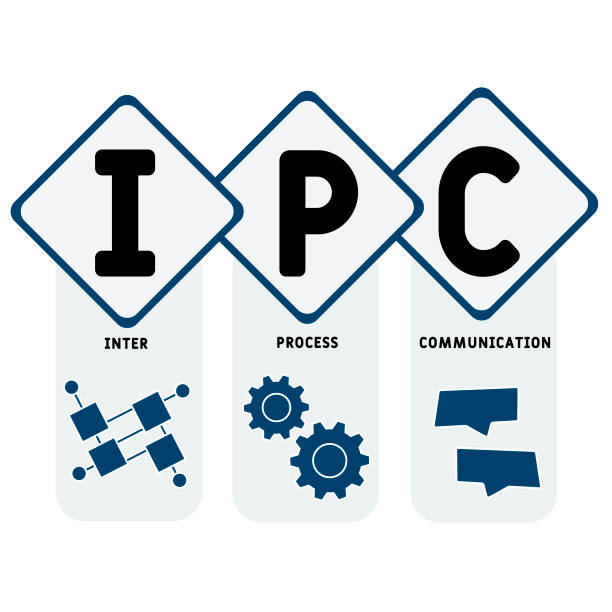 I P C
INTER PROCESS COMMUNICATION